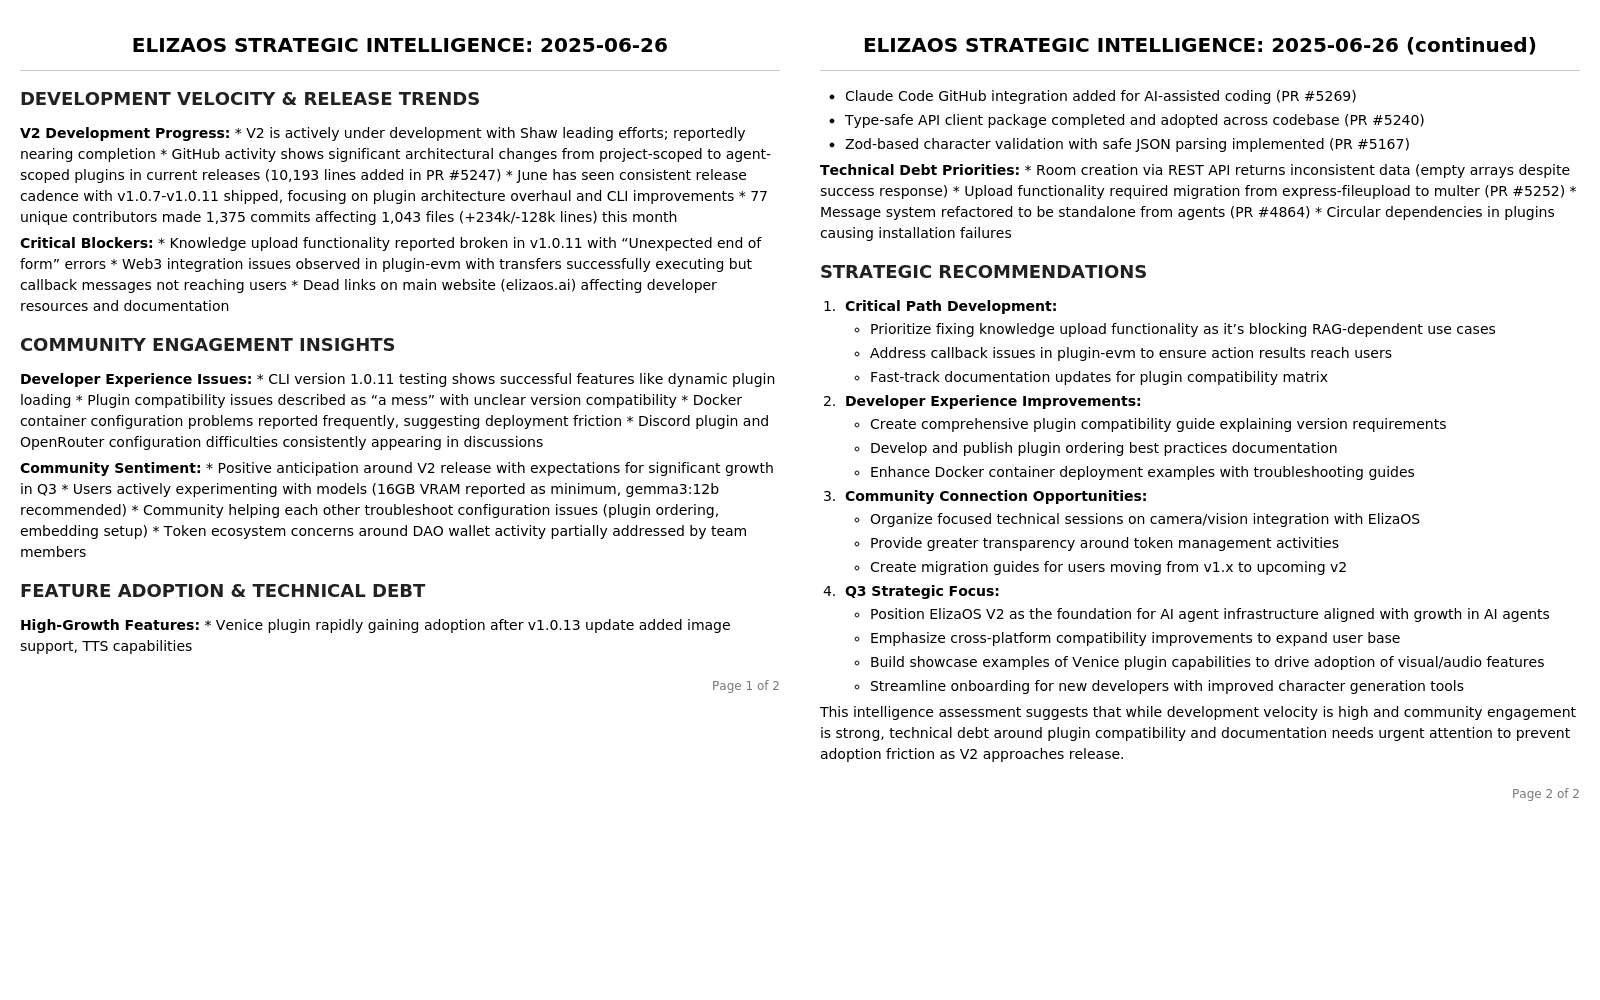 ELIZAOS STRATEGIC INTELLIGENCE: 2025-06-26
DEVELOPMENT VELOCITY & RELEASE TRENDS
V2 Development Progress: * V2 is actively under development with Shaw leading efforts; reportedly
nearing completion * GitHub activity shows significant architectural changes from project-scoped to agent-
scoped plugins in current releases (10,193 lines added in PR #5247) * June has seen consistent release
cadence with v1.0.7-v1.0.11 shipped, focusing on plugin architecture overhaul and CLI improvements * 77
unique contributors made 1,375 commits affecting 1,043 files (+234k/-128k lines) this month
Critical Blockers: * Knowledge upload functionality reported broken in v1.0.11 with “Unexpected end of
form” errors * Web3 integration issues observed in plugin-evm with transfers successfully executing but
callback messages not reaching users * Dead links on main website (elizaos.ai) affecting developer
resources and documentation
COMMUNITY ENGAGEMENT INSIGHTS
Developer Experience Issues: * CLI version 1.0.11 testing shows successful features like dynamic plugin
loading * Plugin compatibility issues described as “a mess” with unclear version compatibility * Docker
container configuration problems reported frequently, suggesting deployment friction * Discord plugin and
OpenRouter configuration difficulties consistently appearing in discussions
Community Sentiment: * Positive anticipation around V2 release with expectations for significant growth
in Q3 * Users actively experimenting with models (16GB VRAM reported as minimum, gemma3:12b
recommended) * Community helping each other troubleshoot configuration issues (plugin ordering,
embedding setup) * Token ecosystem concerns around DAO wallet activity partially addressed by team
members
FEATURE ADOPTION & TECHNICAL DEBT
High-Growth Features: * Venice plugin rapidly gaining adoption after v1.0.13 update added image
support, TTS capabilities
Page 1 of 2
ELIZAOS STRATEGIC INTELLIGENCE: 2025-06-26 (continued)
• Claude Code GitHub integration added for AI-assisted coding (PR #5269)
• Type-safe API client package completed and adopted across codebase (PR #5240)
• Zod-based character validation with safe JSON parsing implemented (PR #5167)
Technical Debt Priorities: * Room creation via REST API returns inconsistent data (empty arrays despite
success response) * Upload functionality required migration from express-fileupload to multer (PR #5252) *
Message system refactored to be standalone from agents (PR #4864) * Circular dependencies in plugins
causing installation failures
STRATEGIC RECOMMENDATIONS
1. Critical Path Development:
◦ Prioritize fixing knowledge upload functionality as it’s blocking RAG-dependent use cases
◦ Address callback issues in plugin-evm to ensure action results reach users
◦ Fast-track documentation updates for plugin compatibility matrix
2. Developer Experience Improvements:
◦ Create comprehensive plugin compatibility guide explaining version requirements
◦ Develop and publish plugin ordering best practices documentation
◦ Enhance Docker container deployment examples with troubleshooting guides
3. Community Connection Opportunities:
◦ Organize focused technical sessions on camera/vision integration with ElizaOS
◦ Provide greater transparency around token management activities
◦ Create migration guides for users moving from v1.x to upcoming v2
4. Q3 Strategic Focus:
◦ Position ElizaOS V2 as the foundation for AI agent infrastructure aligned with growth in AI agents
◦ Emphasize cross-platform compatibility improvements to expand user base
◦ Build showcase examples of Venice plugin capabilities to drive adoption of visual/audio features
◦ Streamline onboarding for new developers with improved character generation tools
This intelligence assessment suggests that while development velocity is high and community engagement
is strong, technical debt around plugin compatibility and documentation needs urgent attention to prevent
adoption friction as V2 approaches release.
Page 2 of 2